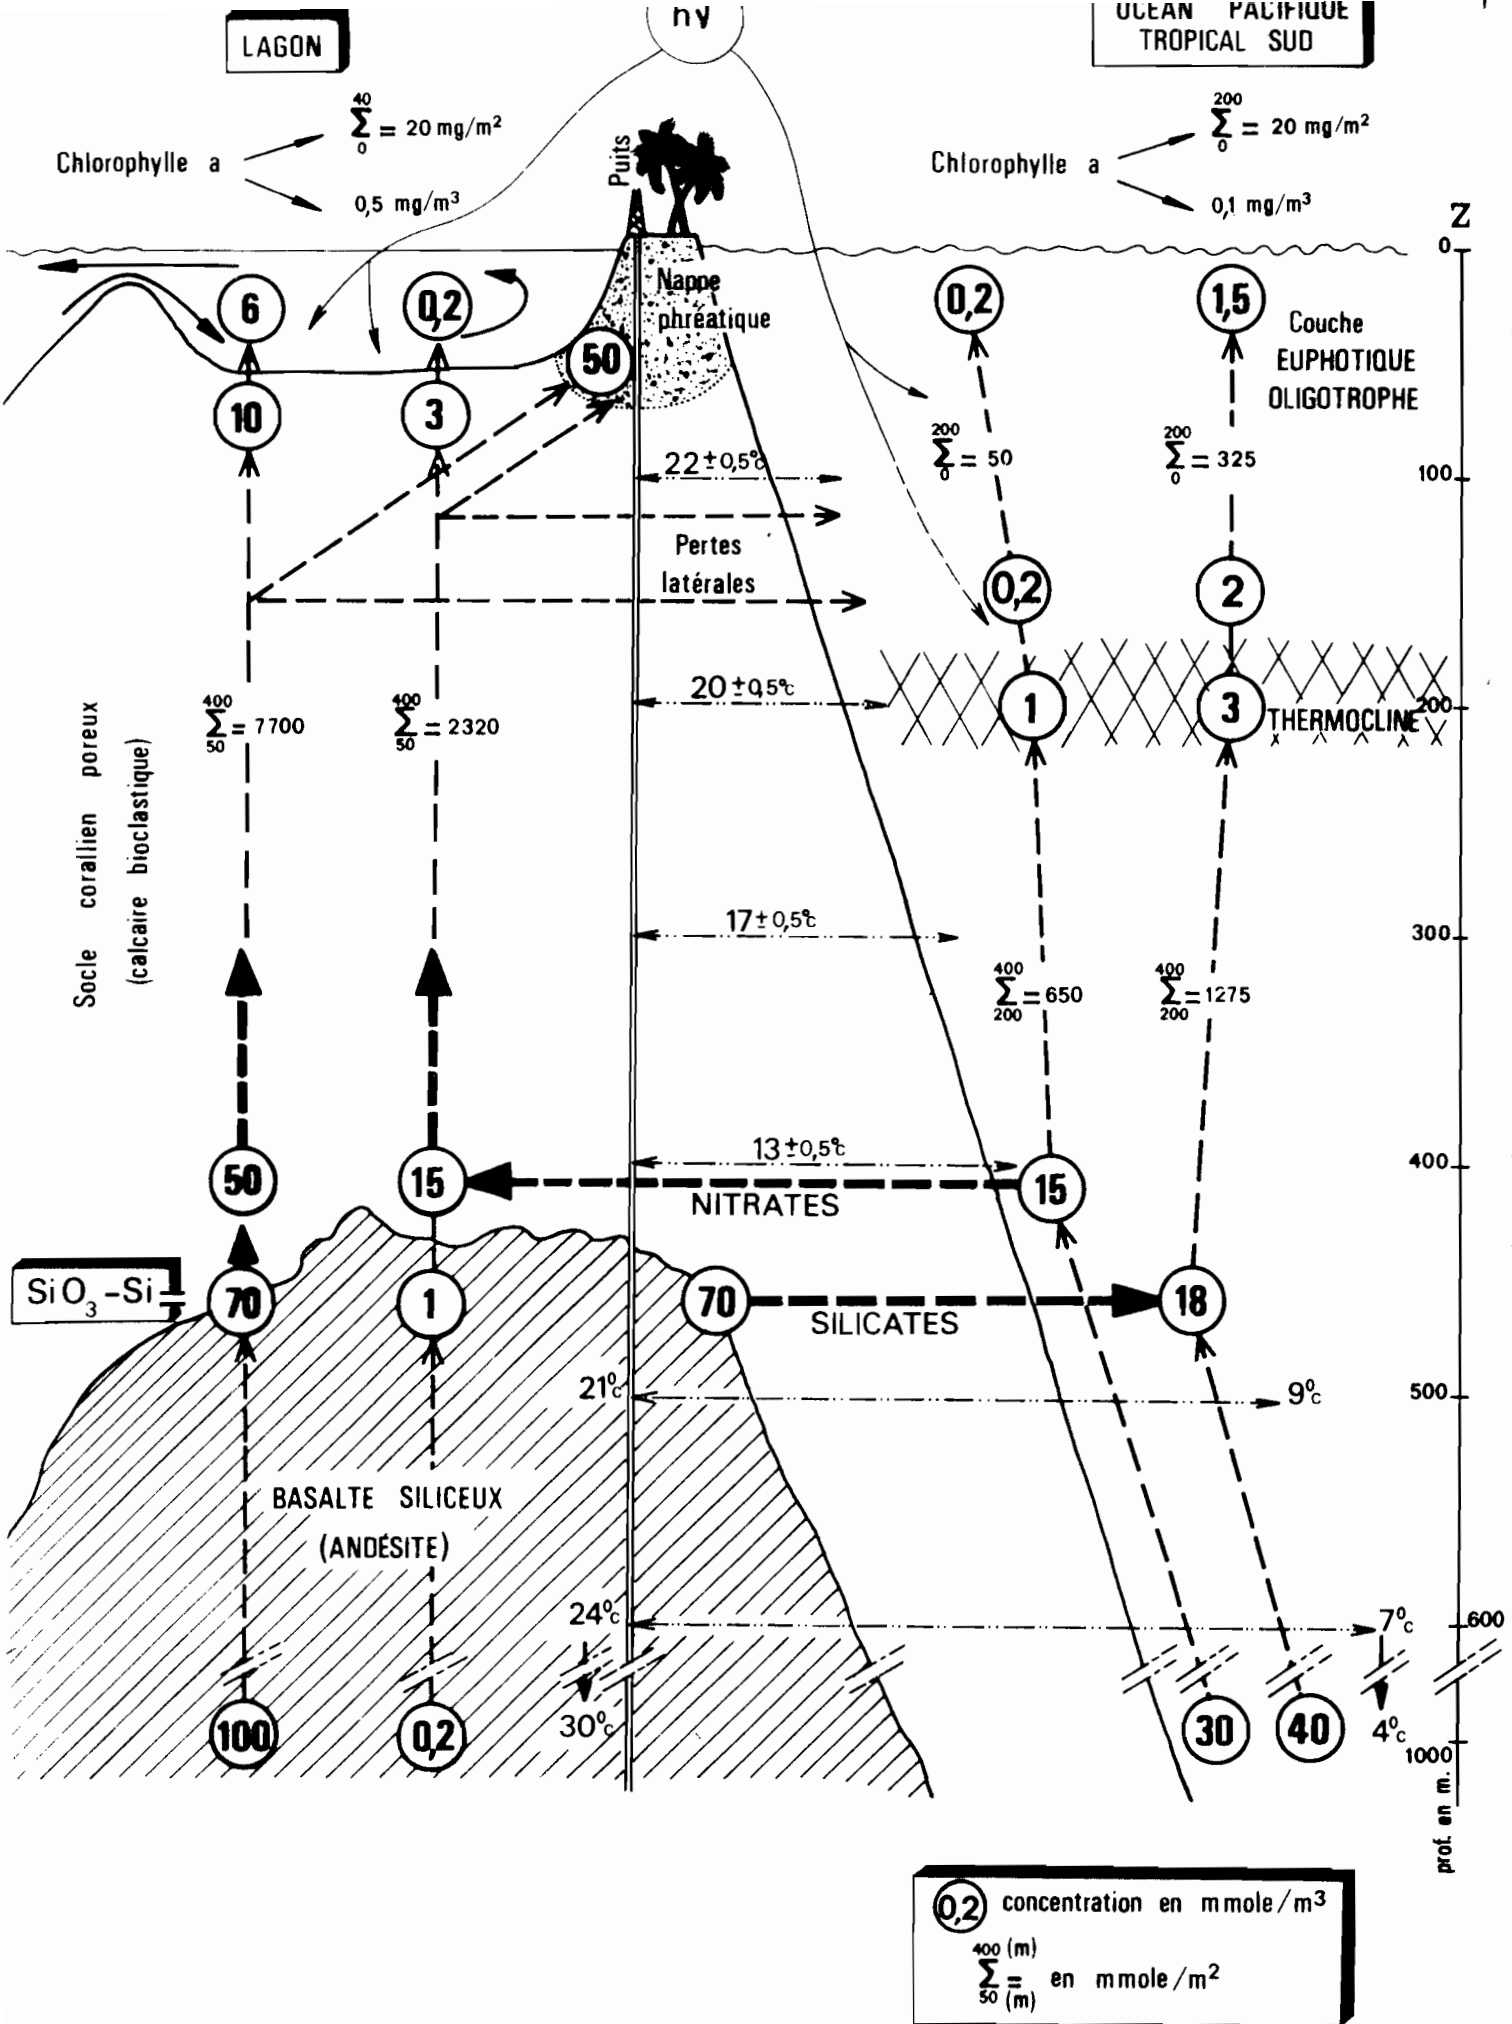 LAGON
hν
OCEAN PACIFIQUE
TROPICAL SUD
40
Σ = 20 mg/m²
0
Chlorophylle a
0,5 mg/m³
Puits
200
Σ = 20 mg/m²
0
Chlorophylle a
0,1 mg/m³
Z
0
6
0,2
Nappe
phréatique
50
0,2
1,5
Couche
EUPHOTIQUE
OLIGOTROPHE
10
3
200
Σ = 50
0
200
Σ = 325
0
22±0,5°c
100
Pertes
latérales
0,2
2
20±0,5°c
1
3
THERMOCLINE
200
Socle corallien poreux
(calcaire bioclastique)
400
Σ = 7700
50
400
Σ = 2320
50
17±0,5°c
300
400
Σ = 650
200
400
Σ = 1275
200
13±0,5°c
400
50
15
NITRATES
15
SiO₃-Si
70
1
70
SILICATES
18
21°c
9°c
500
BASALTE SILICEUX
(ANDÉSITE)
24°c
7°c
600
100
0,2
30°c
30
40
4°c
1000
prof. en m.
0,2 concentration en mmole/m³
400 (m)
Σ = en mmole/m²
50 (m)